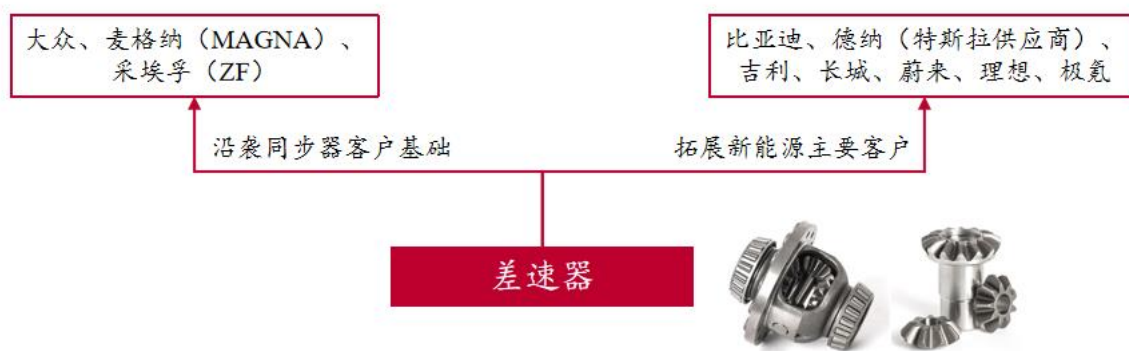 大众、麦格纳（MAGNA）、
采埃孚（ZF）
比亚迪、德纳（特斯拉供应商）、
吉利、长城、蔚来、理想、极氪
沿袭同步器客户基础
拓展新能源主要客户
差速器